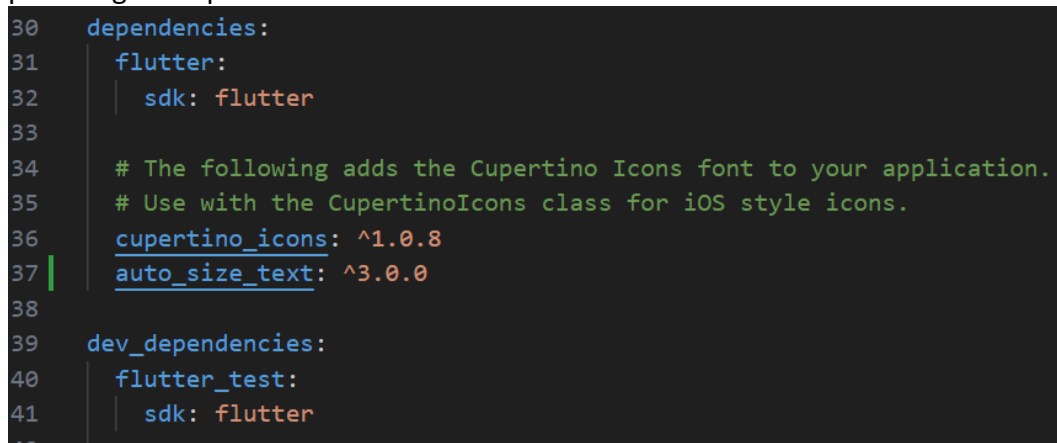 30 dependencies:
31   flutter:
32     sdk: flutter
33
34   # The following adds the Cupertino Icons font to your application.
35   # Use with the CupertinoIcons class for iOS style icons.
36   cupertino_icons: ^1.0.8
37   auto_size_text: ^3.0.0
38
39 dev_dependencies:
40   flutter_test:
41     sdk: flutter